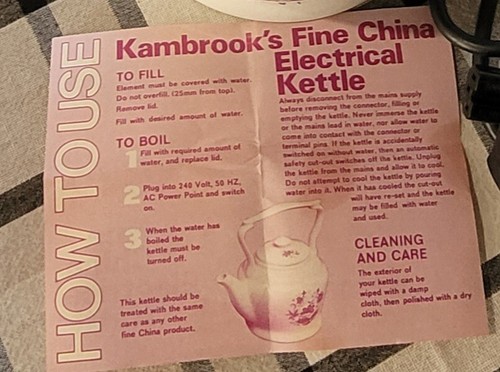 HOW TO USE
Kambrook's Fine China
Electrical
Kettle
TO FILL
Element must be covered with water.
Do not overfill. (25mm from top).
Remove lid.
Fill with desired amount of water.
TO BOIL
1 Fill with required amount of
water, and replace lid.
2 Plug into 240 Volt, 50 HZ,
AC Power Point and switch
on.
3 When the water has
boiled the
kettle must be
turned off.
This kettle should be
treated with the same
care as any other
fine China product.
Always disconnect from the mains supply
before removing the connector, filling or
emptying the kettle. Never immerse the kettle
or the mains lead in water, nor allow water to
come into contact with the connector or
terminal pins. If the kettle is accidentally
switched on without water, then an automatic
safety cut-out switches off the kettle. Unplug
the kettle from the mains and allow it to cool.
Do not attempt to cool the kettle by pouring
water into it. When it has cooled the cut-out
will have re-set and the kettle
may be filled with water
and used.
CLEANING
AND CARE
The exterior of
your kettle can be
wiped with a damp
cloth, then polished with a dry
cloth.